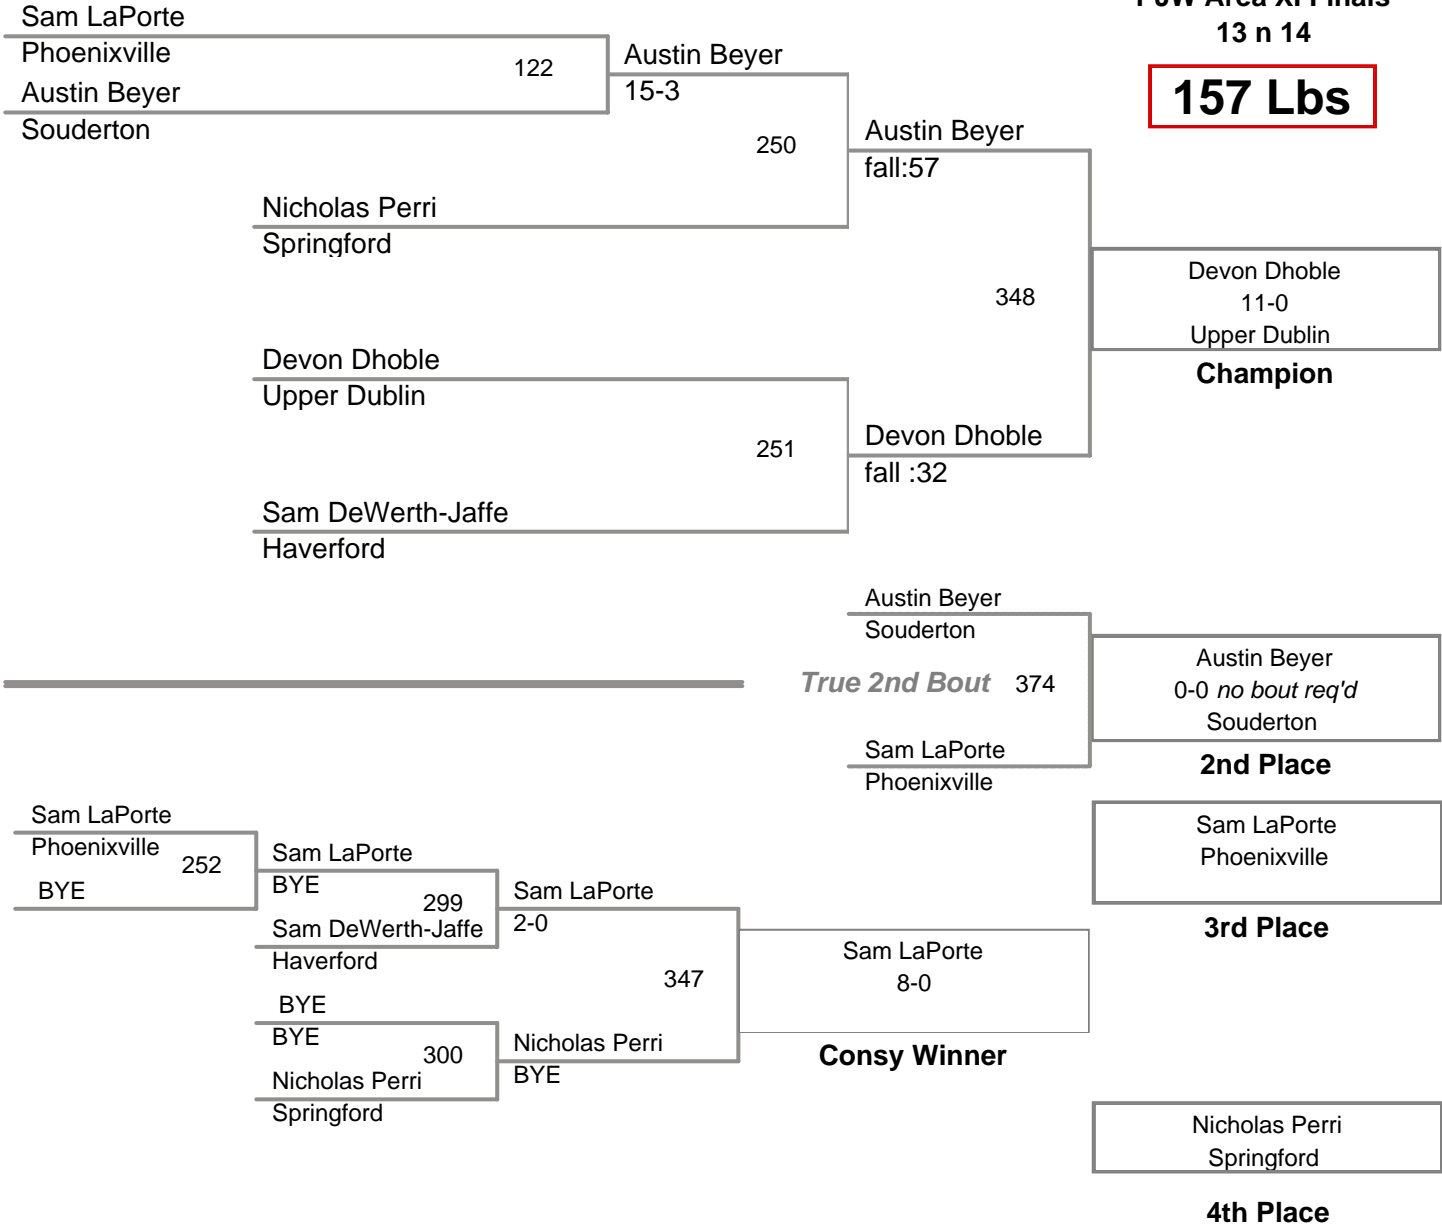 PJW Area XI Finals
13 n 14
157 Lbs
Sam LaPorte
Phoenixville
122
Austin Beyer
Souderton
Austin Beyer
15-3
250
Austin Beyer
fall:57
Nicholas Perri
Springford
348
Devon Dhoble
11-0
Upper Dublin
Champion
Devon Dhoble
Upper Dublin
251
Devon Dhoble
fall :32
Sam DeWerth-Jaffe
Haverford
Austin Beyer
Souderton
True 2nd Bout 374
Sam LaPorte
Phoenixville
Austin Beyer
0-0 no bout req'd
Souderton
2nd Place
Sam LaPorte
Phoenixville
3rd Place
Sam LaPorte
Phoenixville
252
BYE
Sam LaPorte
BYE
299
Sam DeWerth-Jaffe
Haverford
Sam LaPorte
2-0
347
Sam LaPorte
8-0
Consy Winner
BYE
BYE
300
Nicholas Perri
Springford
Nicholas Perri
BYE
Nicholas Perri
Springford
4th Place